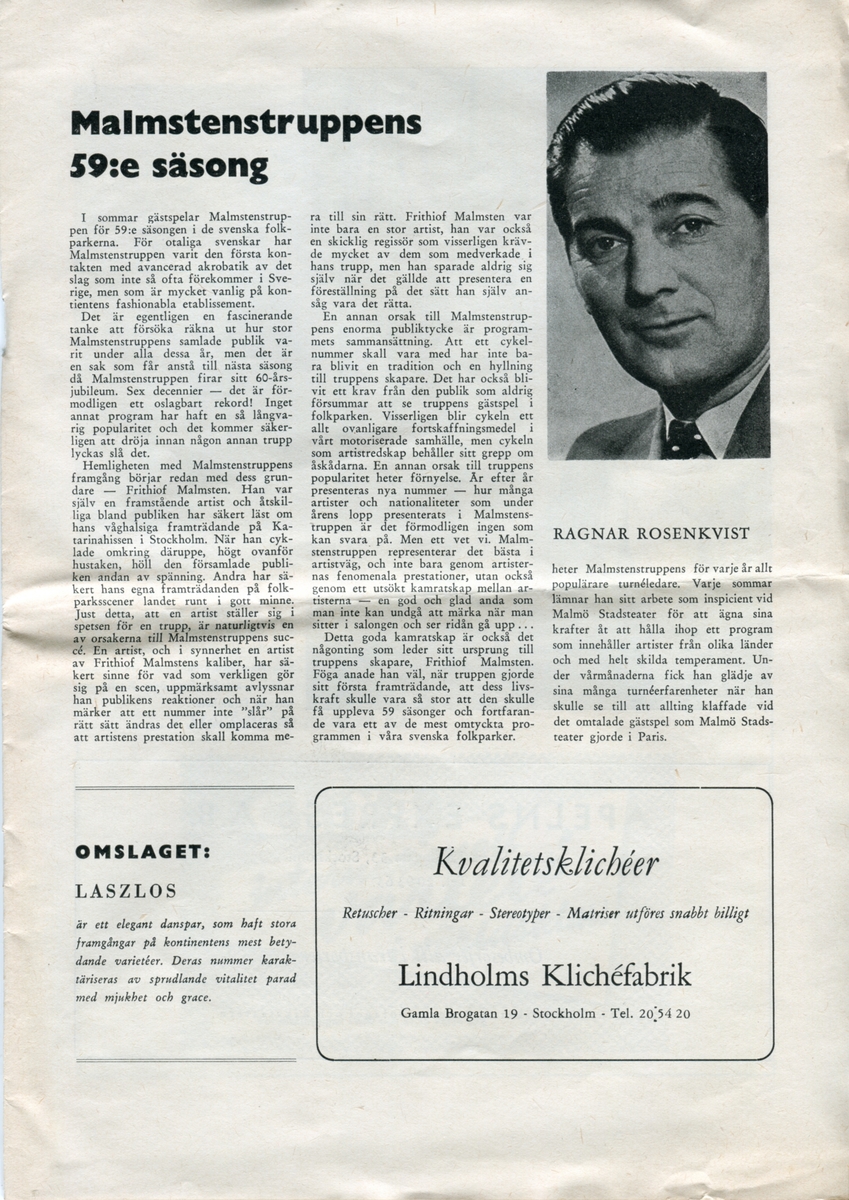 Malmstenstruppens
59:e säsong
I sommar gästspelar Malmstenstrup-
pen för 59:e säsongen i de svenska folk-
parkerna. För otaliga svenskar har
Malmstenstruppen varit den första kon-
takten med avancerad akrobatik av det
slag som inte så ofta förekommer i Sve-
rige, men som är mycket vanlig på kon-
tientens fashionabla etablissement.
Det är egentligen en fascinerande
tanke att försöka räkna ut hur stor
Malmstenstruppens samlade publik va-
rit under alla dessa år, men det är
en sak som får anstå till nästa säsong
då Malmstenstruppen firar sitt 60-års-
jubileum. Sex decennier — det är för-
modligen ett oslagbart rekord! Inget
annat program har haft en så långva-
rig popularitet och det kommer säker-
ligen att dröja innan någon annan trupp
lyckas slå det.
Hemligheten med Malmstenstruppens
framgång börjar redan med dess grun-
dare — Frithiof Malmsten. Han var
själv en framstående artist och åtskil-
liga bland publiken har säkert läst om
hans våghalsiga framträdande på Ka-
tarinahissen i Stockholm. När han cyk-
lade omkring däruppe, högt ovanför
hustaken, höll den församlade publi-
ken andan av spänning. Andra har sä-
kert hans egna framträdanden på folk-
parksscener landet runt i gott minne.
Just detta, att en artist ställer sig i
spetsen för en trupp, är naturligtvis en
av orsakerna till Malmstenstruppens suc-
cé. En artist, och i synnerhet en artist
av Frithiof Malmstens kaliber, har sä-
kert sinne för vad som verkligen gör
sig på en scen, uppmärksamt avlyssnar
han publikens reaktioner och när han
märker att ett nummer inte ”slår” på
rätt sätt ändras det eller omplaceras så
att artistens prestation skall komma me-
ra till sin rätt. Frithiof Malmsten var
inte bara en stor artist, han var också
en skicklig regissör som visserligen kräv-
de mycket av dem som medverkade i
hans trupp, men han sparade aldrig sig
själv när det gällde att presentera en
föreställning på det sätt han själv an-
såg vara det rätta.
En annan orsak till Malmstenstrup-
pens enorma publiktycke är program-
mets sammansättning. Att ett cykel-
nummer skall vara med har inte ba-
ra blivit en tradition och en hyllning
till truppens skapare. Det har också bli-
vit ett krav från den publik som aldrig
försummar att se truppens gästspel i
folkparken. Visserligen blir cykeln ett
allt ovanligare fortskaffningsmedel i
vårt motoriserade samhälle, men cykeln
som artistredskap behåller sitt grepp om
åskådarna. En annan orsak till truppens
popularitet heter förnyelse. År efter år
presenteras nya nummer — hur många
artister och nationaliteter som under
årens lopp presenterats i Malmstens-
truppen är det förmodligen ingen som
kan svara på. Men ett vet vi. Malm-
stenstruppen representerar det bästa i
artistväg, och inte bara genom artister-
nas fenomenala prestationer, utan också
genom ett utsökt kamratskap mellan ar-
tisterna — en god och glad anda som
man inte kan undgå att märka när man
sitter i salongen och ser ridån gå upp ...
Detta goda kamratskap är också det
någonting som leder sitt ursprung till
truppens skapare, Frithiof Malmsten.
Föga anade han väl, när truppen gjorde
sitt första framträdande, att dess livs-
kraft skulle vara så stor att den skulle
få uppleva 59 säsonger och fortfaran-
de vara ett av de mest omtyckta pro-
grammen i våra svenska folkparker.
RAGNAR ROSENKVIST
heter Malmstenstruppens för varje år allt
populärare turnéledare. Varje sommar
lämnar han sitt arbete som inspicient vid
Malmö Stadsteater för att ägna sina
krafter åt att hålla ihop ett program
som innehåller artister från olika länder
och med helt skilda temperament. Un-
der vårmånaderna fick han glädje av
sina många turnéerfarenheter när han
skulle se till att allting klaffade vid
det omtalade gästspel som Malmö Stads-
teater gjorde i Paris.
OMSLAGET:
LASZLOS
är ett elegant danspar, som haft stora
framgångar på kontinentens mest bety-
dande varietéer. Deras nummer karak-
täriseras av sprudlande vitalitet parad
med mjukhet och grace.
Kvalitetsklichéer
Retuscher - Ritningar - Stereotyper - Matriser utföres snabbt billigt
Lindholms Klichéfabrik
Gamla Brogatan 19 - Stockholm - Tel. 20 54 20